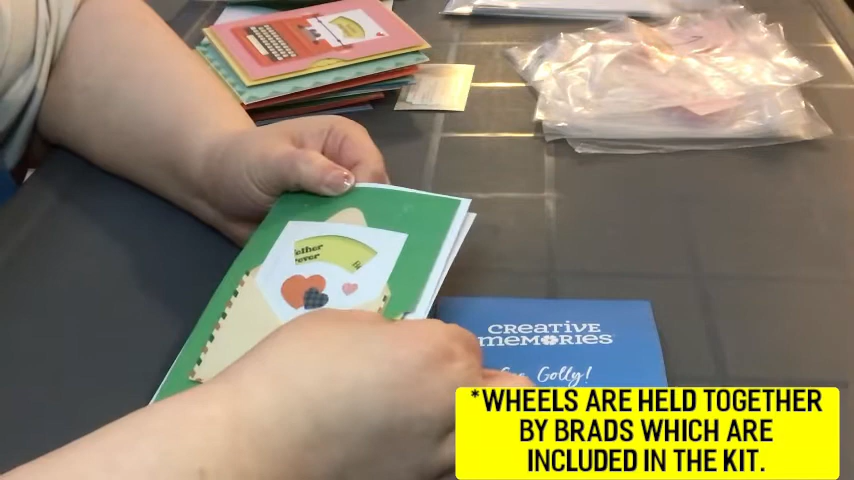 CREATIVE
MEMORIES
Golly!
*WHEELS ARE HELD TOGETHER
BY BRADS WHICH ARE
INCLUDED IN THE KIT.